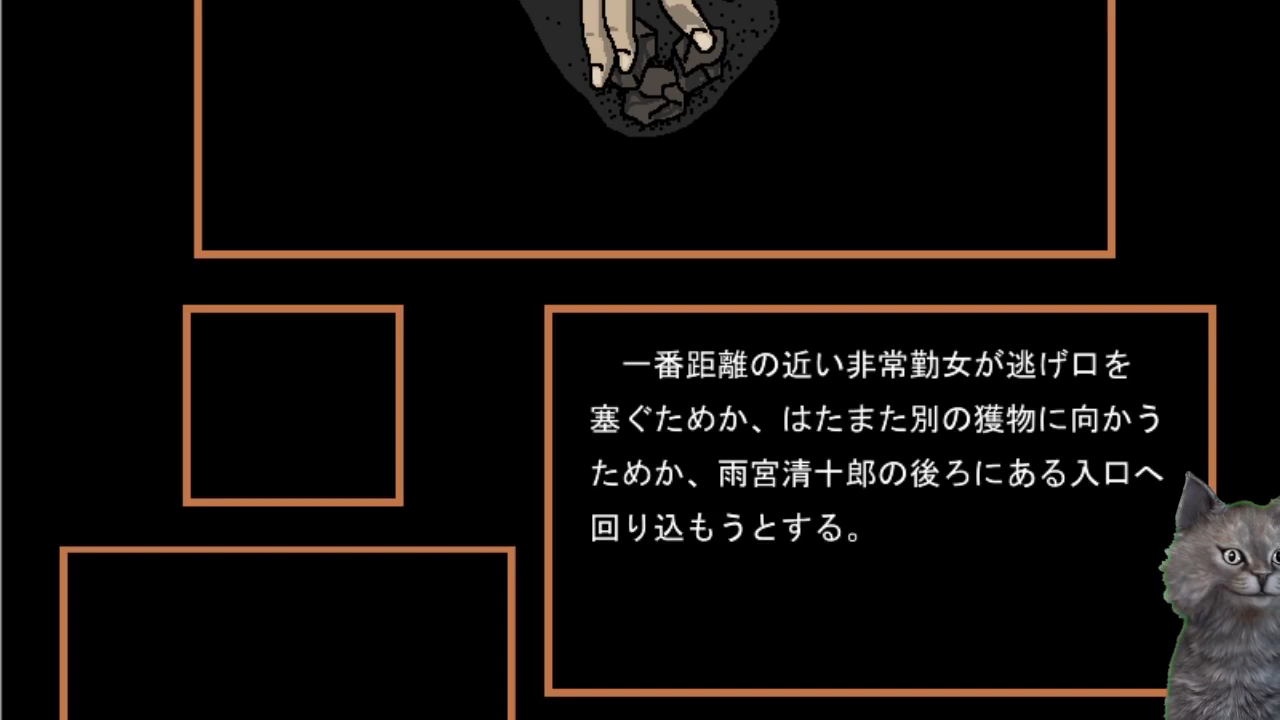 一番距離の近い非常勤女が逃げ口を
塞ぐためか、はたまた別の獲物に向かう
ためか、雨宮清十郎の後ろにある入口へ
回り込もうとする。